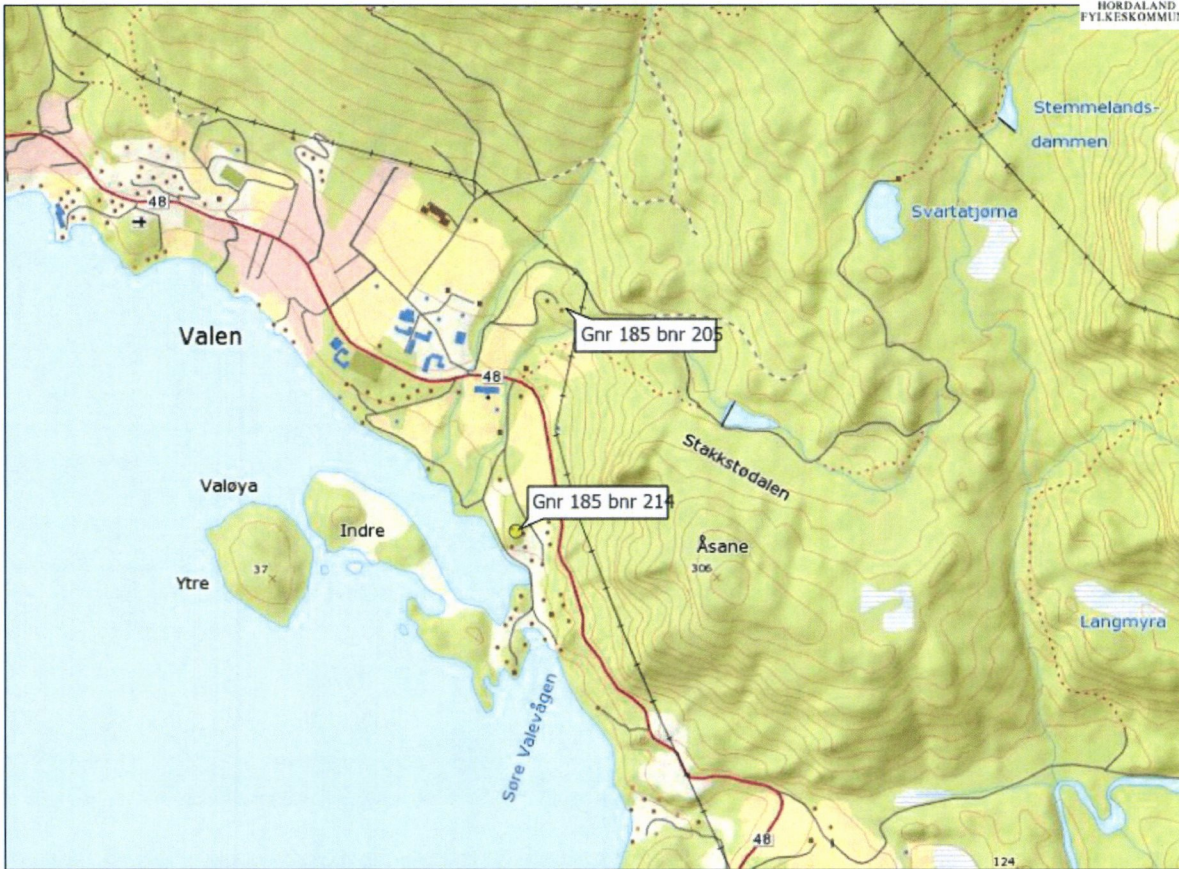 HORDALAND
FYLKESKOMMUN
Stemmelands-
dammen
48
Svartatjørna
Valen
Gnr 185 bnr 205
48
Stakkstødalen
Valøya
Gnr 185 bnr 214
Indre
Åsane
306
37
Ytre
Langmyra
Søre Valevågen
48
124